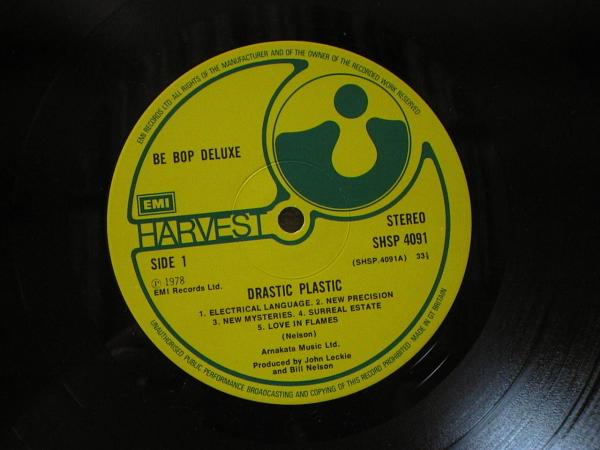 EMI RECORDS LTD. ALL RIGHTS OF THE MANUFACTURER AND OF THE OWNER OF THE RECORDED WORK RESERVED
BE BOP DELUXE
EMI
HARVEST
STEREO
SHSP 4091
SIDE 1
(SHSP.4091A) 33⅓
℗ 1978
EMI Records Ltd.
DRASTIC PLASTIC
1. ELECTRICAL LANGUAGE. 2. NEW PRECISION
3. NEW MYSTERIES. 4. SURREAL ESTATE
5. LOVE IN FLAMES
(Nelson)
Arnakata Music Ltd.
Produced by John Leckie
and Bill Nelson
UNAUTHORISED PUBLIC PERFORMANCE BROADCASTING AND COPYING OF THIS RECORD PROHIBITED · MADE IN GT BRITAIN